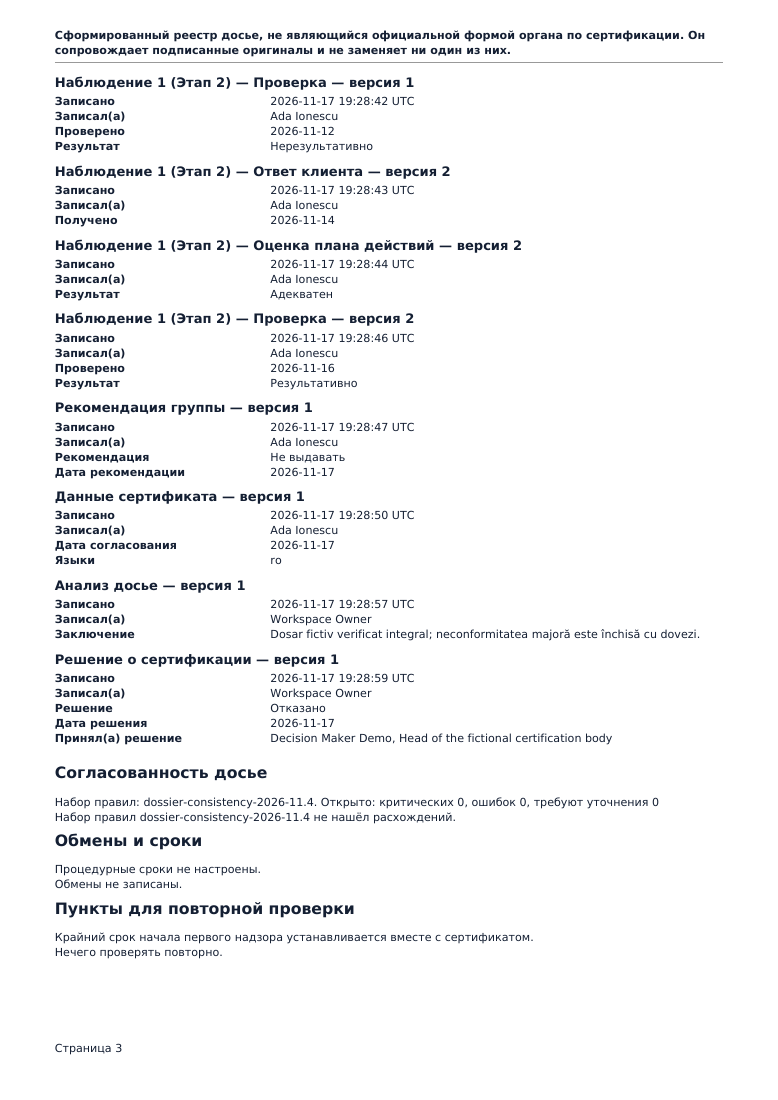 Сформированный реестр досье, не являющийся официальной формой органа по сертификации. Он
сопровождает подписанные оригиналы и не заменяет ни один из них.
Наблюдение 1 (Этап 2) — Проверка — версия 1
Записано 2026-11-17 19:28:42 UTC
Записал(а) Ada Ionescu
Проверено 2026-11-12
Результат Нерезультативно
Наблюдение 1 (Этап 2) — Ответ клиента — версия 2
Записано 2026-11-17 19:28:43 UTC
Записал(а) Ada Ionescu
Получено 2026-11-14
Наблюдение 1 (Этап 2) — Оценка плана действий — версия 2
Записано 2026-11-17 19:28:44 UTC
Записал(а) Ada Ionescu
Результат Адекватен
Наблюдение 1 (Этап 2) — Проверка — версия 2
Записано 2026-11-17 19:28:46 UTC
Записал(а) Ada Ionescu
Проверено 2026-11-16
Результат Результативно
Рекомендация группы — версия 1
Записано 2026-11-17 19:28:47 UTC
Записал(а) Ada Ionescu
Рекомендация Не выдавать
Дата рекомендации 2026-11-17
Данные сертификата — версия 1
Записано 2026-11-17 19:28:50 UTC
Записал(а) Ada Ionescu
Дата согласования 2026-11-17
Языки ro
Анализ досье — версия 1
Записано 2026-11-17 19:28:57 UTC
Записал(а) Workspace Owner
Заключение Dosar fictiv verificat integral; neconformitatea majoră este închisă cu dovezi.
Решение о сертификации — версия 1
Записано 2026-11-17 19:28:59 UTC
Записал(а) Workspace Owner
Решение Отказано
Дата решения 2026-11-17
Принял(а) решение Decision Maker Demo, Head of the fictional certification body
Согласованность досье
Набор правил: dossier-consistency-2026-11.4. Открыто: критических 0, ошибок 0, требуют уточнения 0
Набор правил dossier-consistency-2026-11.4 не нашёл расхождений.
Обмены и сроки
Процедурные сроки не настроены.
Обмены не записаны.
Пункты для повторной проверки
Крайний срок начала первого надзора устанавливается вместе с сертификатом.
Нечего проверять повторно.
Страница 3